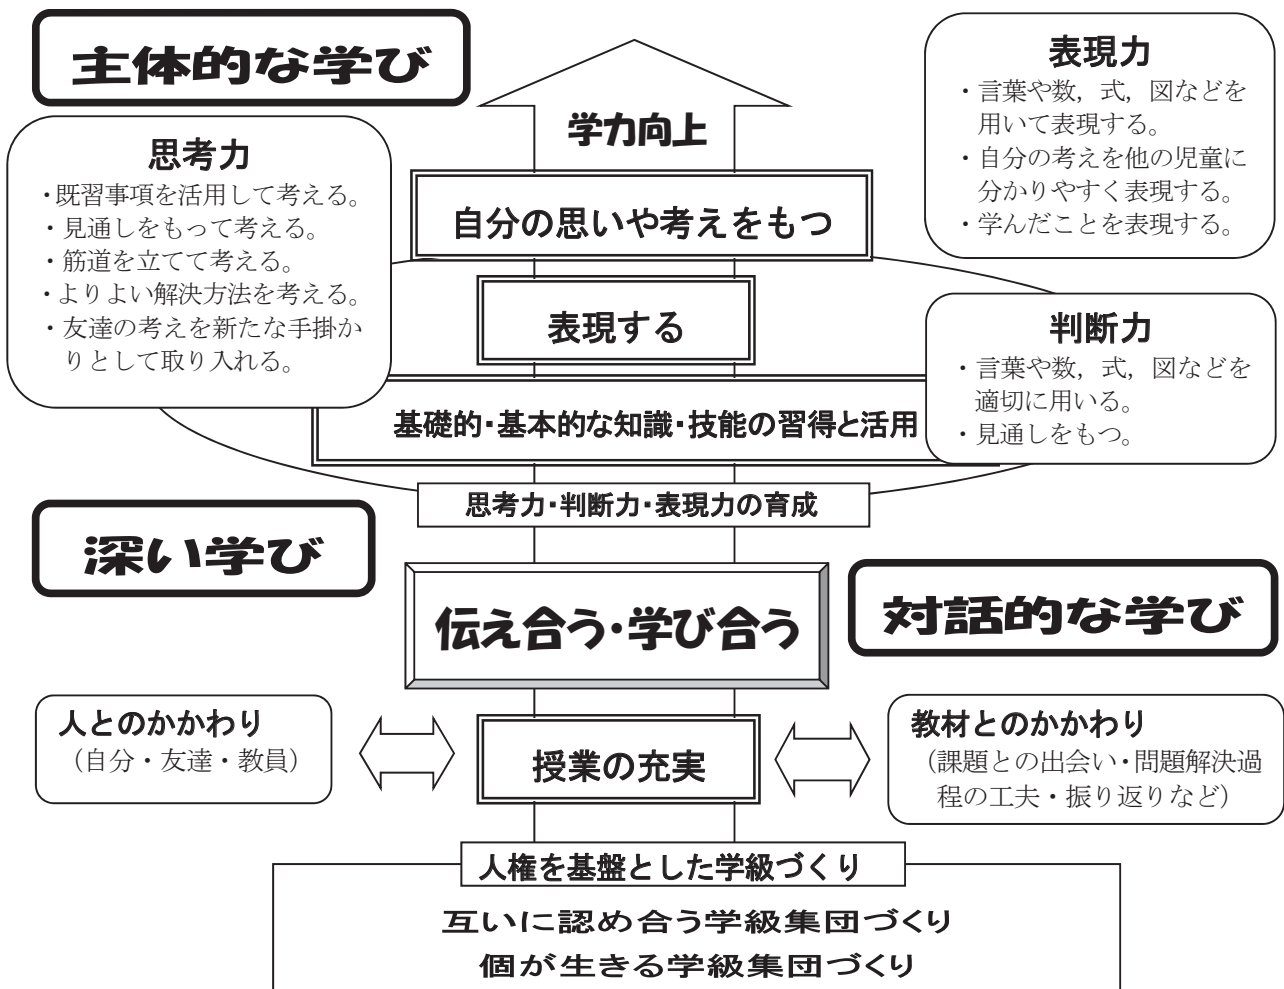 主体的な学び
学力向上
表現力
・言葉や数，式，図などを
用いて表現する。
・自分の考えを他の児童に
分かりやすく表現する。
・学んだことを表現する。
思考力
・既習事項を活用して考える。
・見通しをもって考える。
・筋道を立てて考える。
・よりよい解決方法を考える。
・友達の考えを新たな手掛か
りとして取り入れる。
自分の思いや考えをもつ
表現する
判断力
・言葉や数，式，図などを
適切に用いる。
・見通しをもつ。
基礎的・基本的な知識・技能の習得と活用
思考力・判断力・表現力の育成
深い学び
伝え合う・学び合う
対話的な学び
人とのかかわり
（自分・友達・教員）
授業の充実
教材とのかかわり
（課題との出会い・問題解決過
程の工夫・振り返りなど）
人権を基盤とした学級づくり
互いに認め合う学級集団づくり
個が生きる学級集団づくり